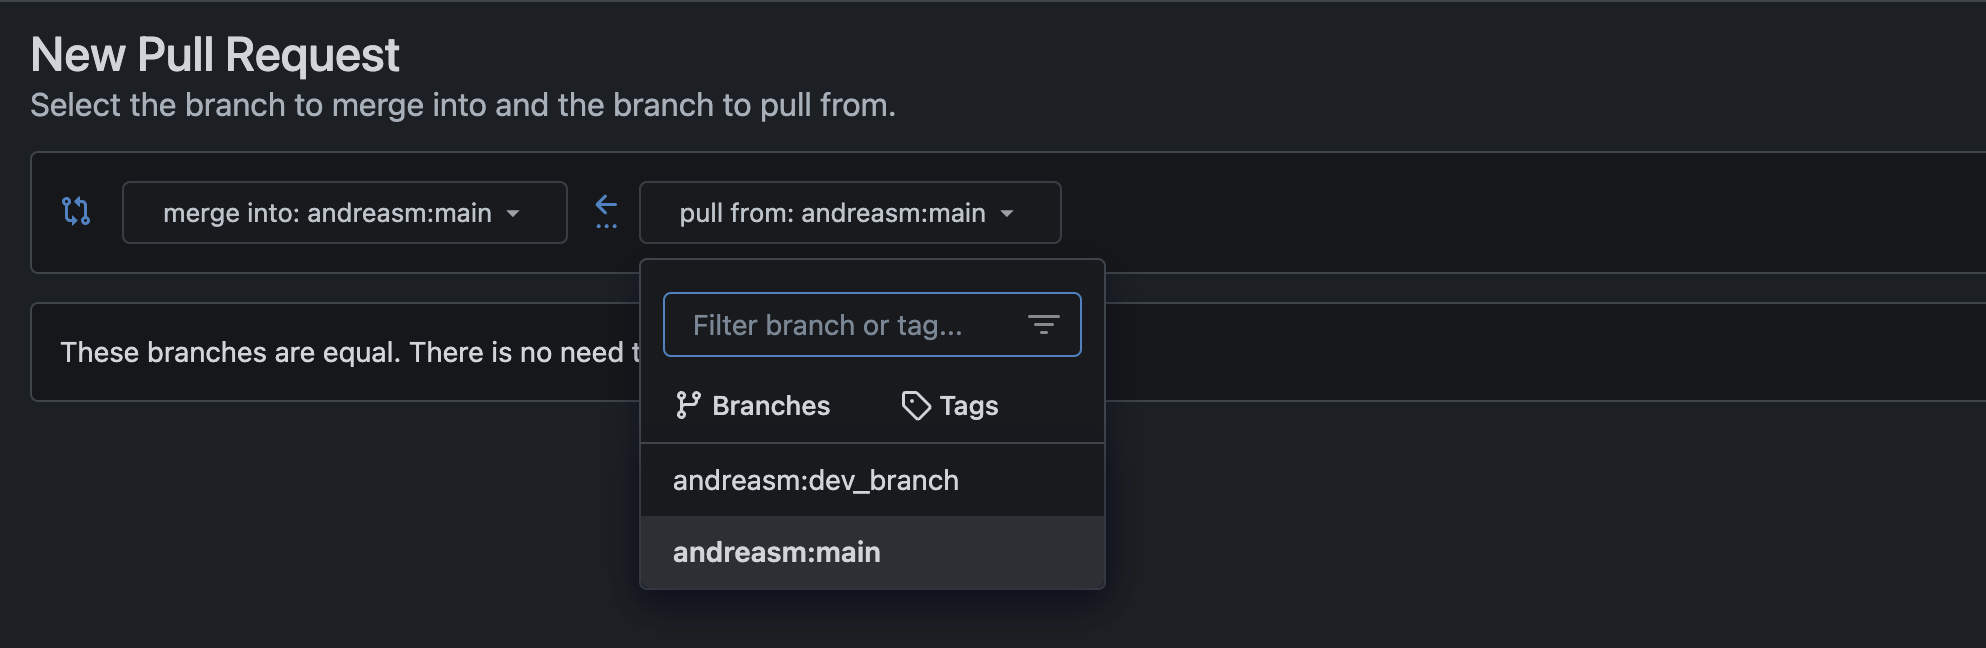 New Pull Request
Select the branch to merge into and the branch to pull from.
merge into: andreasm:main
pull from: andreasm:main
Filter branch or tag...
These branches are equal. There is no need
Branches
Tags
andreasm:dev_branch
andreasm:main